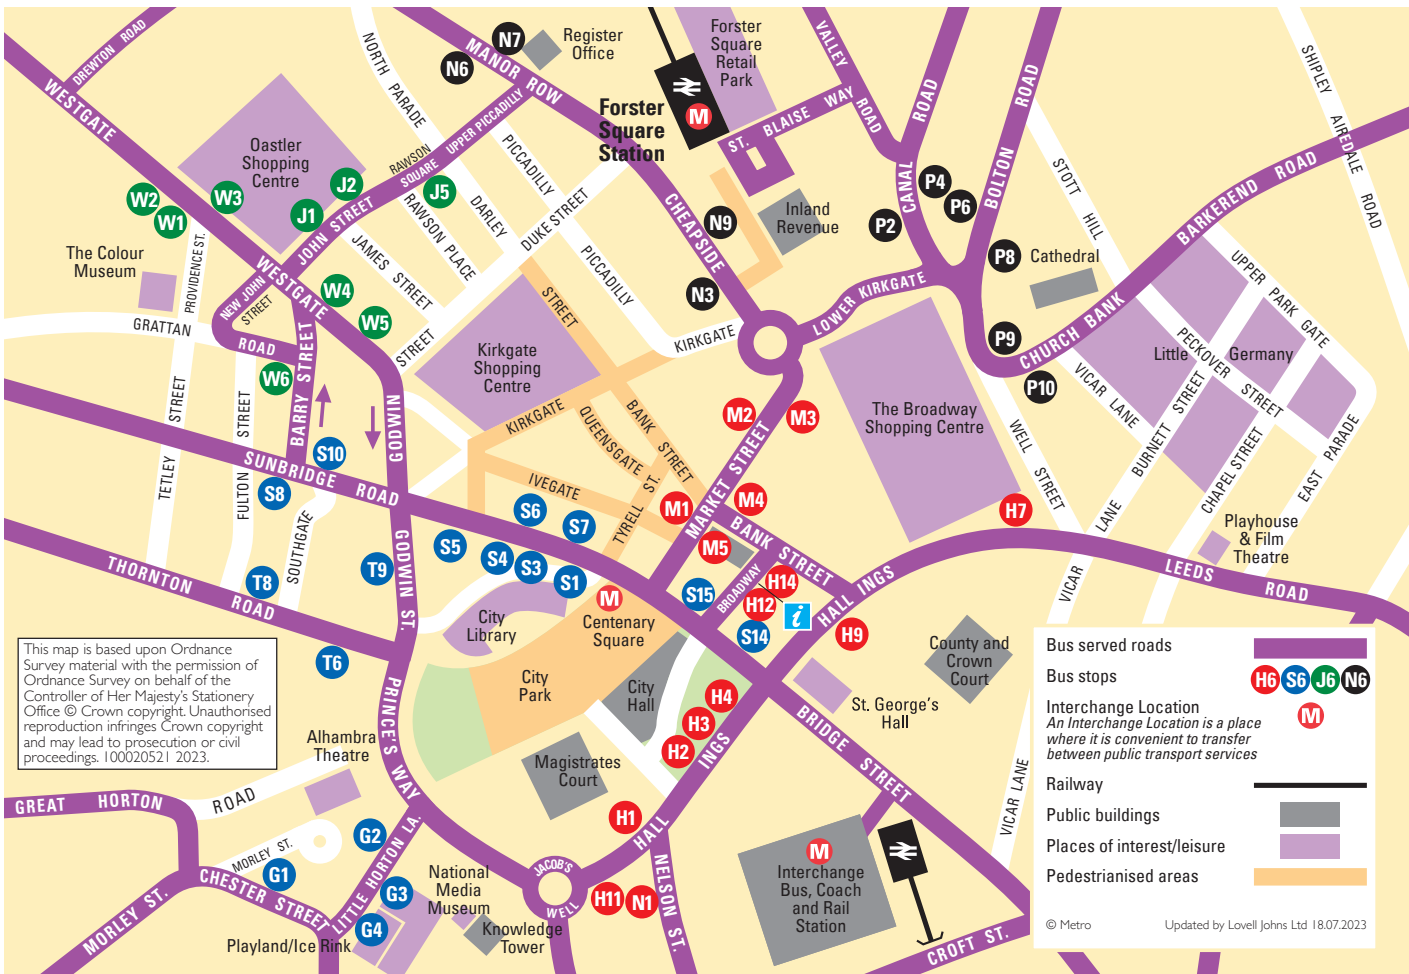 DREWTON ROAD
WESTGATE
NORTH PARADE
N7
N6
MANOR ROW
Register
Office
Forster
Square
Retail
Park
VALLEY
ROAD
CANAL
ROAD
BOLTON
ROAD
SHIPLEY
AIREDALE
ROAD
Forster
Square
Station
M
ST. BLAISE WAY
Oastler
Shopping
Centre
RAWSON
SQUARE
UPPER PICCADILLY
PICCADILLY
STOTT
HILL
BARKEREND ROAD
W2
W1
W3
J1
J2
J5
JOHN STREET
RAWSON PLACE
DARLEY
STREET
DUKE STREET
CHEAPSIDE
N9
Inland
Revenue
P2
P4
P6
P8
Cathedral
The Colour
Museum
PROVIDENCE ST.
WESTGATE
JAMES STREET
STREET
PICCADILLY
N3
LOWER KIRKGATE
CHURCH BANK
UPPER PARK GATE
NEW JOHN
STREET
W4
W5
GRATTAN
ROAD
BARRY STREET
Kirkgate
Shopping
Centre
KIRKGATE
P9
P10
Little
Germany
PECKOVER
STREET
VICAR LANE
W6
TETLEY STREET
FULTON STREET
GODWIN
KIRKGATE
QUEENSGATE
BANK STREET
M2
M3
The Broadway
Shopping Centre
WELL STREET
BURNETT STREET
CHAPEL STREET
EAST PARADE
S10
S8
SUNBRIDGE ROAD
IVEGATE
TYRELL ST.
MARKET STREET
M1
M4
M5
H7
VICAR
LANE
Playhouse
& Film
Theatre
SOUTHGATE
GODWIN ST.
S6
S7
S5
S4
S3
S1
BANK STREET
BROADWAY
H14
H12
S15
S14
i
HALL INGS
H9
LEEDS ROAD
THORNTON ROAD
T8
T9
T6
City
Library
M
Centenary
Square
City
Park
City
Hall
H4
H3
H2
HALL INGS
St. George's
Hall
County and
Crown
Court
BRIDGE STREET
VICAR LANE
This map is based upon Ordnance
Survey material with the permission of
Ordnance Survey on behalf of the
Controller of Her Majesty's Stationery
Office © Crown copyright. Unauthorised
reproduction infringes Crown copyright
and may lead to prosecution or civil
proceedings. 100020521 2023.
PRINCE'S WAY
Alhambra
Theatre
Magistrates
Court
GREAT HORTON
ROAD
MORLEY ST.
G1
G2
G3
G4
LITTLE HORTON LA.
CHESTER STREET
MORLEY ST.
National
Media
Museum
Playland/Ice Rink
Knowledge
Tower
JACOB'S
WELL
H1
H11
N1
NELSON ST.
M
Interchange
Bus, Coach
and Rail
Station
CROFT ST.
Bus served roads
Bus stops
H6
S6
J6
N6
Interchange Location
M
An Interchange Location is a place
where it is convenient to transfer
between public transport services
Railway
Public buildings
Places of interest/leisure
Pedestrianised areas
© Metro
Updated by Lovell Johns Ltd 18.07.2023